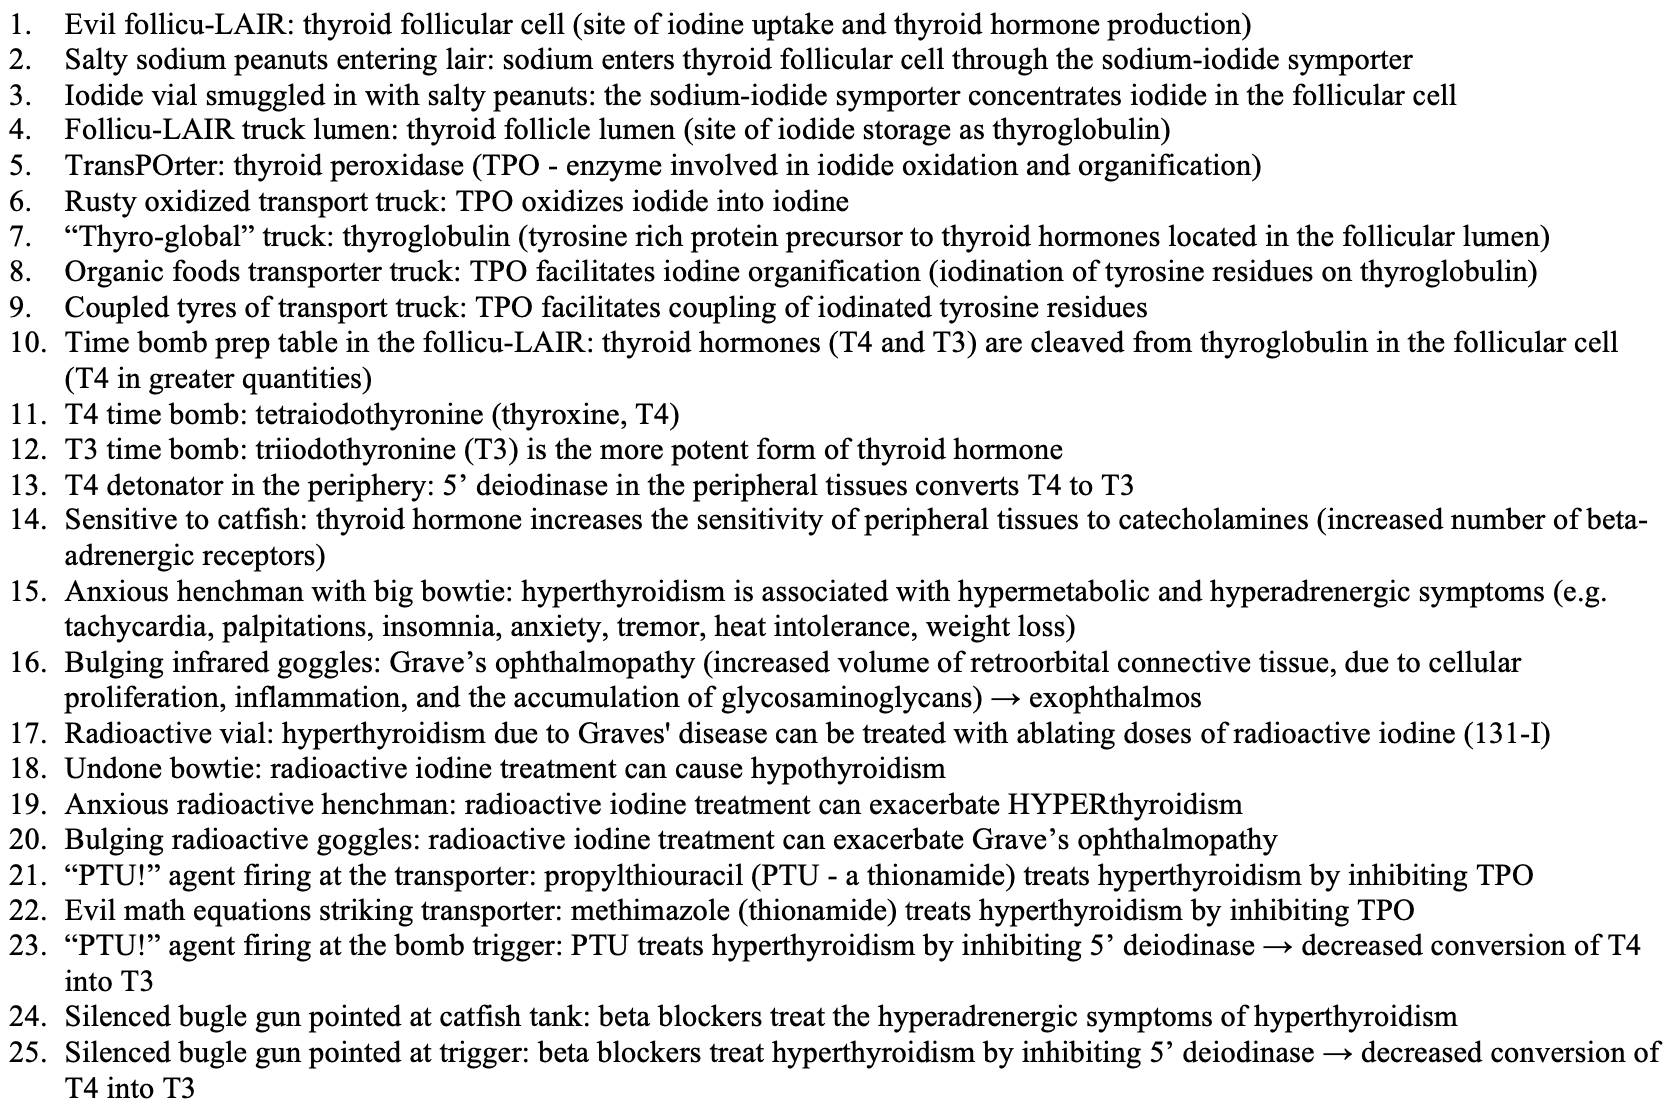 1. Evil follicu-LAIR: thyroid follicular cell (site of iodine uptake and thyroid hormone production)
2. Salty sodium peanuts entering lair: sodium enters thyroid follicular cell through the sodium-iodide symporter
3. Iodide vial smuggled in with salty peanuts: the sodium-iodide symporter concentrates iodide in the follicular cell
4. Follicu-LAIR truck lumen: thyroid follicle lumen (site of iodide storage as thyroglobulin)
5. TransPOrter: thyroid peroxidase (TPO - enzyme involved in iodide oxidation and organification)
6. Rusty oxidized transport truck: TPO oxidizes iodide into iodine
7. “Thyro-global” truck: thyroglobulin (tyrosine rich protein precursor to thyroid hormones located in the follicular lumen)
8. Organic foods transporter truck: TPO facilitates iodine organification (iodination of tyrosine residues on thyroglobulin)
9. Coupled tyres of transport truck: TPO facilitates coupling of iodinated tyrosine residues
10. Time bomb prep table in the follicu-LAIR: thyroid hormones (T4 and T3) are cleaved from thyroglobulin in the follicular cell
(T4 in greater quantities)
11. T4 time bomb: tetraiodothyronine (thyroxine, T4)
12. T3 time bomb: triiodothyronine (T3) is the more potent form of thyroid hormone
13. T4 detonator in the periphery: 5’ deiodinase in the peripheral tissues converts T4 to T3
14. Sensitive to catfish: thyroid hormone increases the sensitivity of peripheral tissues to catecholamines (increased number of beta-
adrenergic receptors)
15. Anxious henchman with big bowtie: hyperthyroidism is associated with hypermetabolic and hyperadrenergic symptoms (e.g.
tachycardia, palpitations, insomnia, anxiety, tremor, heat intolerance, weight loss)
16. Bulging infrared goggles: Grave’s ophthalmopathy (increased volume of retroorbital connective tissue, due to cellular
proliferation, inflammation, and the accumulation of glycosaminoglycans) → exophthalmos
17. Radioactive vial: hyperthyroidism due to Graves' disease can be treated with ablating doses of radioactive iodine (131-I)
18. Undone bowtie: radioactive iodine treatment can cause hypothyroidism
19. Anxious radioactive henchman: radioactive iodine treatment can exacerbate HYPERthyroidism
20. Bulging radioactive goggles: radioactive iodine treatment can exacerbate Grave’s ophthalmopathy
21. “PTU!” agent firing at the transporter: propylthiouracil (PTU - a thionamide) treats hyperthyroidism by inhibiting TPO
22. Evil math equations striking transporter: methimazole (thionamide) treats hyperthyroidism by inhibiting TPO
23. “PTU!” agent firing at the bomb trigger: PTU treats hyperthyroidism by inhibiting 5’ deiodinase → decreased conversion of T4
into T3
24. Silenced bugle gun pointed at catfish tank: beta blockers treat the hyperadrenergic symptoms of hyperthyroidism
25. Silenced bugle gun pointed at trigger: beta blockers treat hyperthyroidism by inhibiting 5’ deiodinase → decreased conversion of
T4 into T3